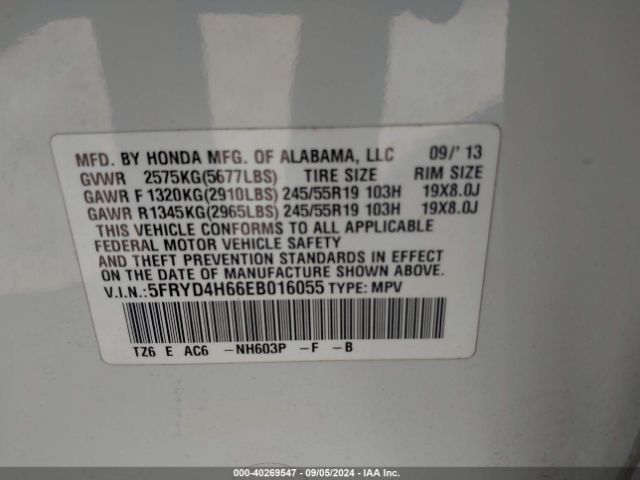 MFD. BY HONDA MFG. OF ALABAMA, LLC 09/' 13
GVWR 2575KG(5677LBS) TIRE SIZE RIM SIZE
GAWR F 1320KG(2910LBS) 245/55R19 103H 19X8.0J
GAWR R1345KG(2965LBS) 245/55R19 103H 19X8.0J
THIS VEHICLE CONFORMS TO ALL APPLICABLE
FEDERAL MOTOR VEHICLE SAFETY
AND THEFT PREVENTION STANDARDS IN EFFECT
ON THE DATE OF MANUFACTURE SHOWN ABOVE.
V.I.N.:5FRYD4H66EB016055 TYPE: MPV
TZ6 E AC6 -NH603P -F -B
000-40269547 - 09/05/2024 - IAA Inc.